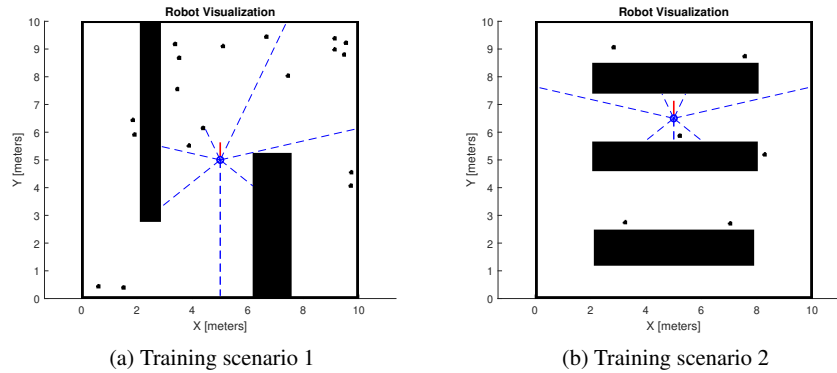 Robot Visualization
10
9
8
7
6
5
4
3
2
1
0
Y [meters]
0 2 4 6 8 10
X [meters]
(a) Training scenario 1
Robot Visualization
10
9
8
7
6
5
4
3
2
1
0
Y [meters]
0 2 4 6 8 10
X [meters]
(b) Training scenario 2